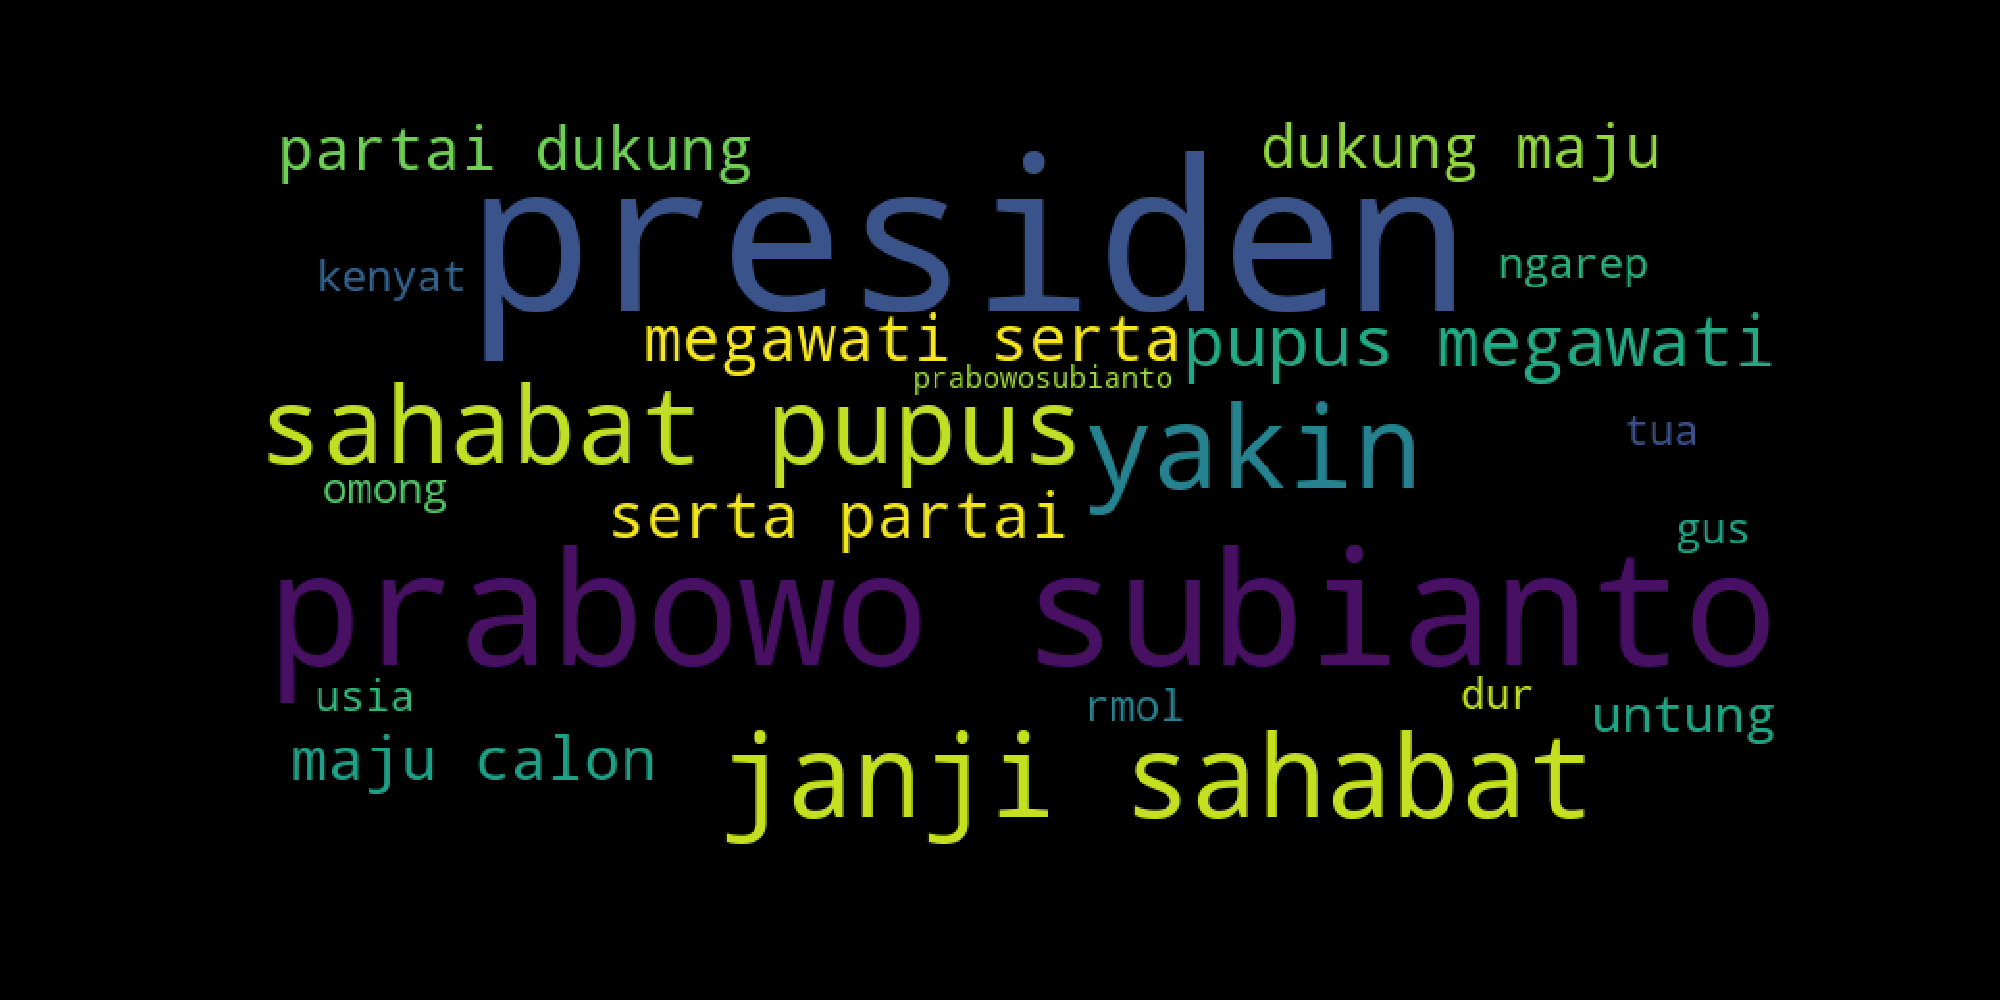 partai dukung
dukung maju
presiden
kenyat
ngarep
megawati serta
pupus megawati
prabowosubianto
sahabat pupus
yakin
tua
omong
serta partai
gus
prabowo subianto
usia
rmol
dur
untung
maju calon
janji sahabat